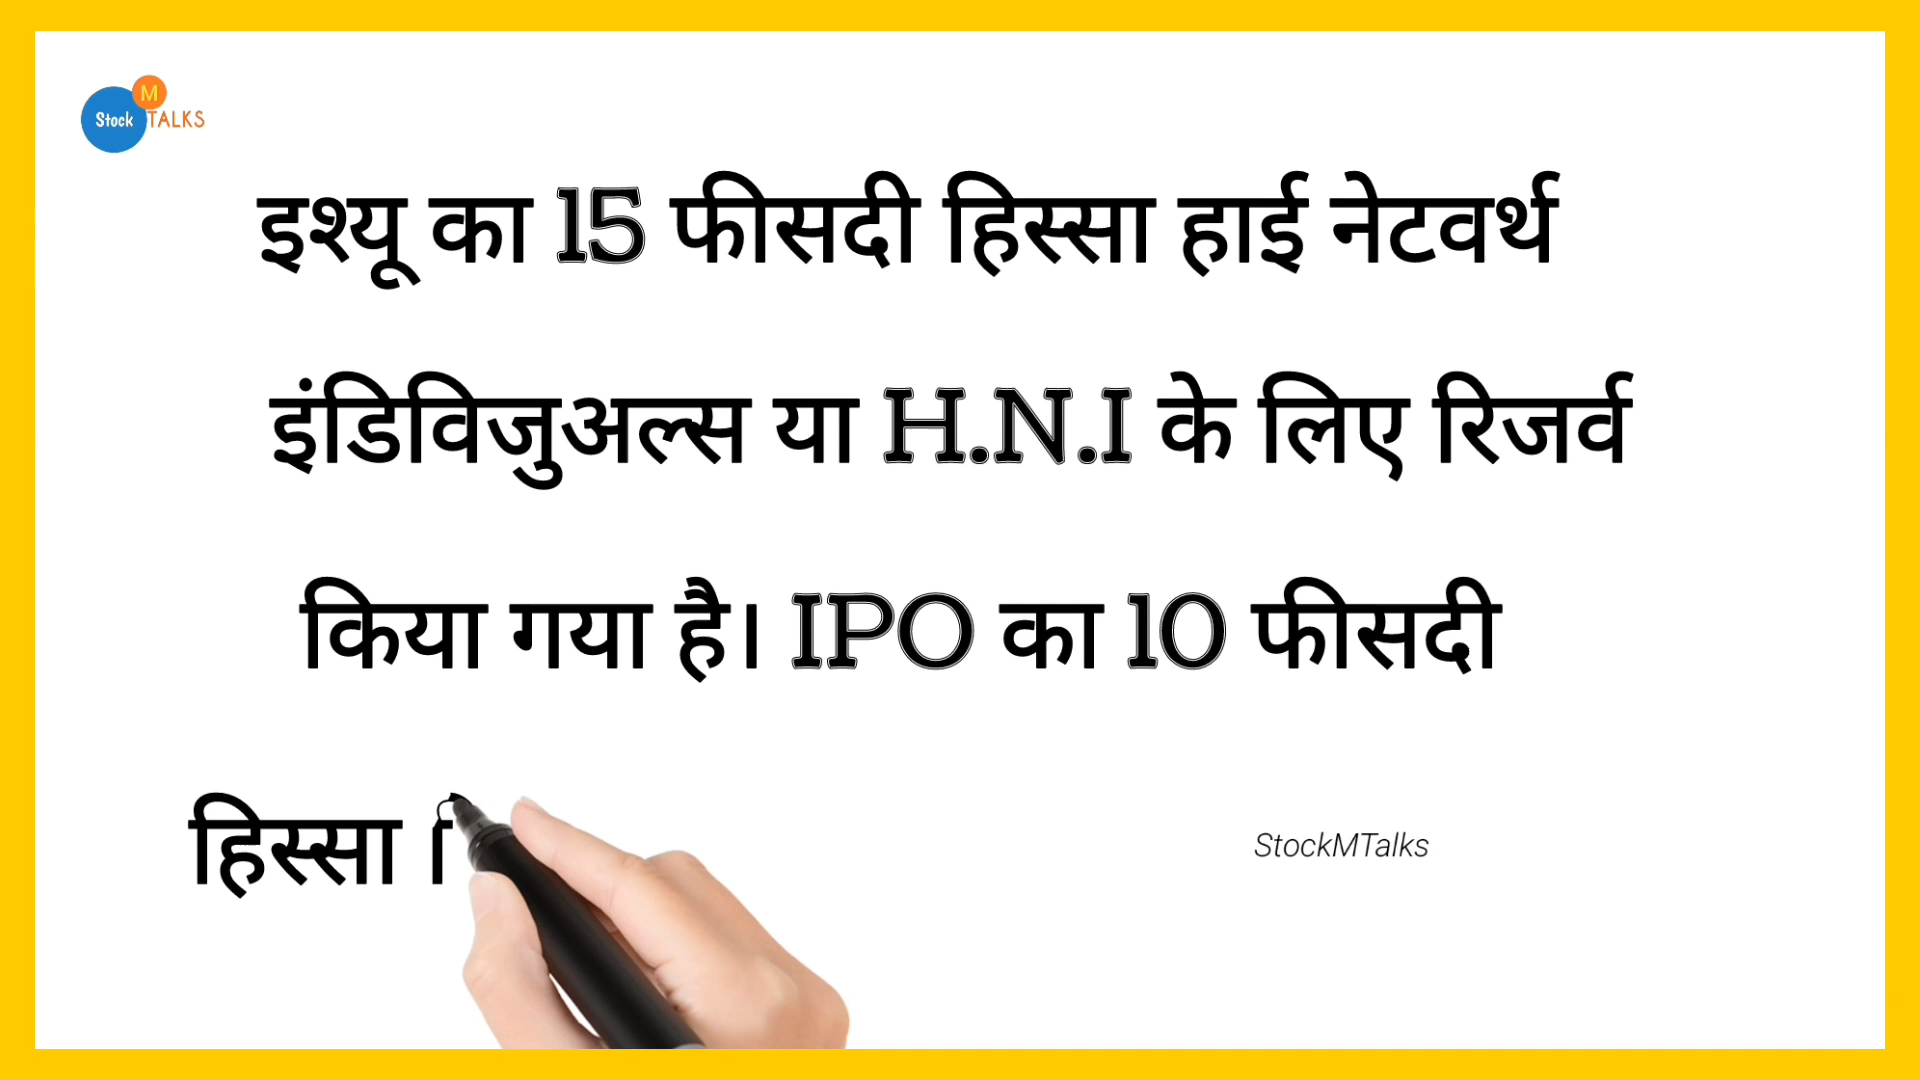 Stock M TALKS
इश्यू का 15 फीसदी हिस्सा हाई नेटवर्थ
इंडिविजुअल्स या H.N.I के लिए रिजर्व
किया गया है। IPO का 10 फीसदी
हिस्सा
StockMTalks